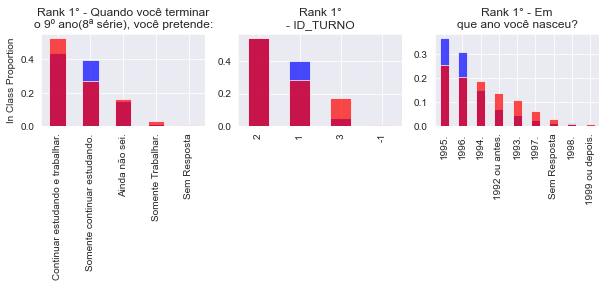 Rank 1° - Quando você terminar
o 9º ano(8ª série), você pretende:
In Class Proportion
0.4
0.2
0.0
Continuar estudando e trabalhar.
Somente continuar estudando.
Ainda não sei.
Somente Trabalhar.
Sem Resposta
Rank 1°
- ID_TURNO
0.4
0.2
0.0
2
1
3
-1
Rank 1° - Em
que ano você nasceu?
0.3
0.2
0.1
0.0
1995.
1996.
1994.
1992 ou antes.
1993.
1997.
Sem Resposta
1998.
1999 ou depois.